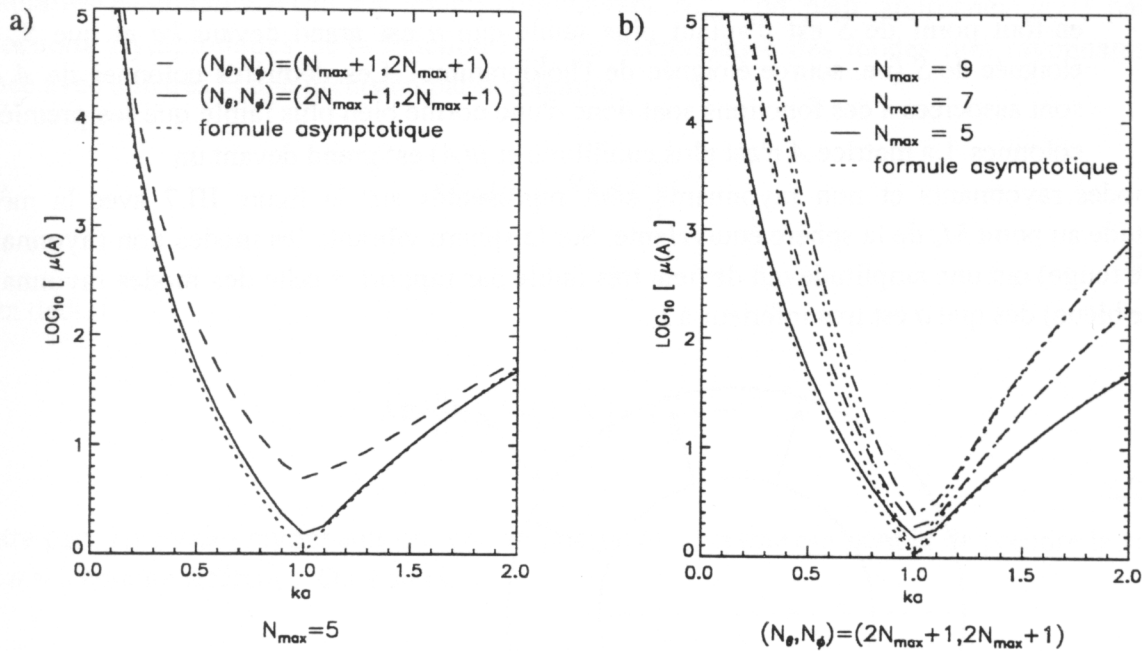 a)
5
4
3
2
1
0
LOG₁₀ [ μ(A) ]
(Nθ,Nϕ)=(Nmax+1,2Nmax+1)
(Nθ,Nϕ)=(2Nmax+1,2Nmax+1)
formule asymptotique
0.0 0.5 1.0 1.5 2.0
ka
Nmax=5
b)
5
4
3
2
1
0
LOG₁₀ [ μ(A) ]
Nmax = 9
Nmax = 7
Nmax = 5
formule asymptotique
0.0 0.5 1.0 1.5 2.0
ka
(Nθ,Nϕ)=(2Nmax+1,2Nmax+1)